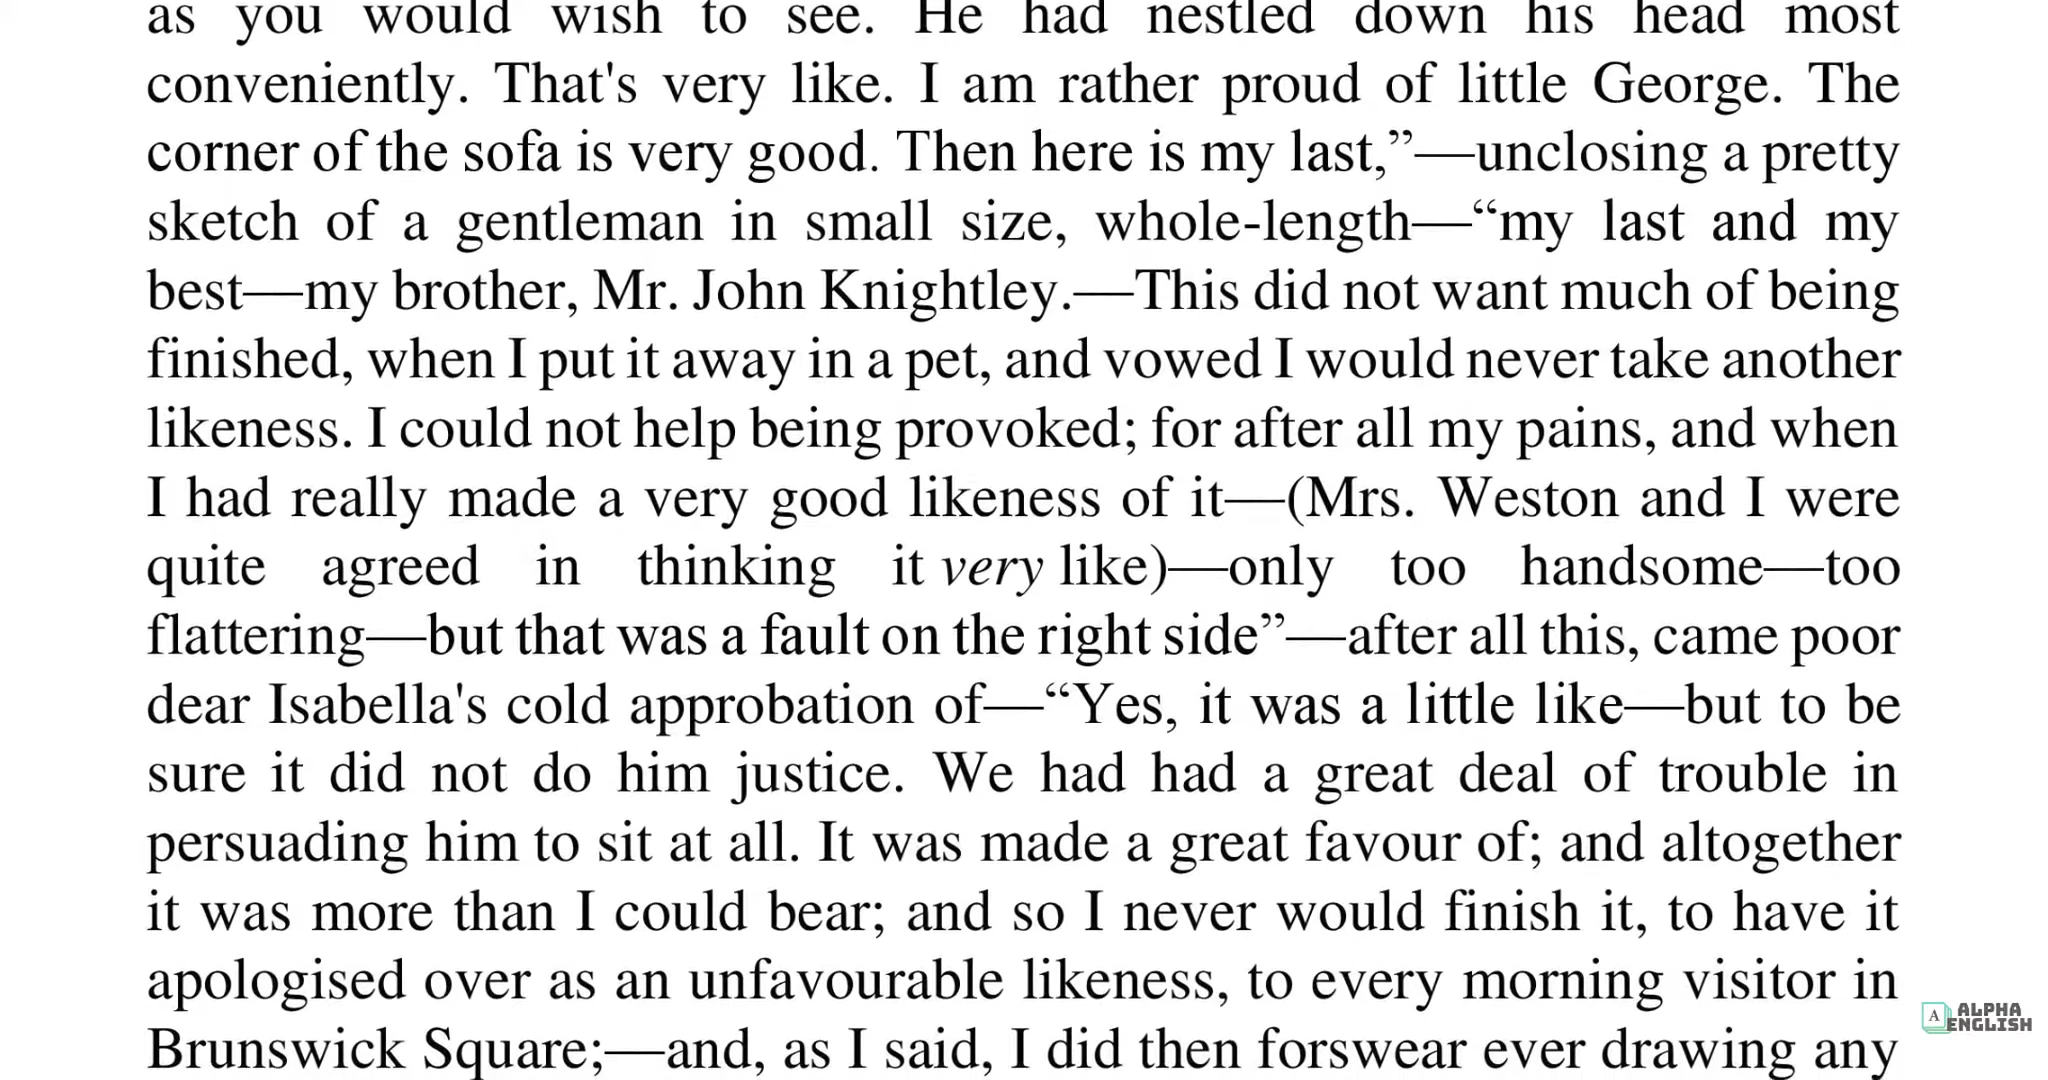 as you would wish to see. He had nestled down his head most
conveniently. That's very like. I am rather proud of little George. The
corner of the sofa is very good. Then here is my last,”—unclosing a pretty
sketch of a gentleman in small size, whole-length—“my last and my
best—my brother, Mr. John Knightley.—This did not want much of being
finished, when I put it away in a pet, and vowed I would never take another
likeness. I could not help being provoked; for after all my pains, and when
I had really made a very good likeness of it—(Mrs. Weston and I were
quite agreed in thinking it very like)—only too handsome—too
flattering—but that was a fault on the right side”—after all this, came poor
dear Isabella's cold approbation of—“Yes, it was a little like—but to be
sure it did not do him justice. We had had a great deal of trouble in
persuading him to sit at all. It was made a great favour of; and altogether
it was more than I could bear; and so I never would finish it, to have it
apologised over as an unfavourable likeness, to every morning visitor in
Brunswick Square;—and, as I said, I did then forswear ever drawing any
A ALPHA
ENGLISH